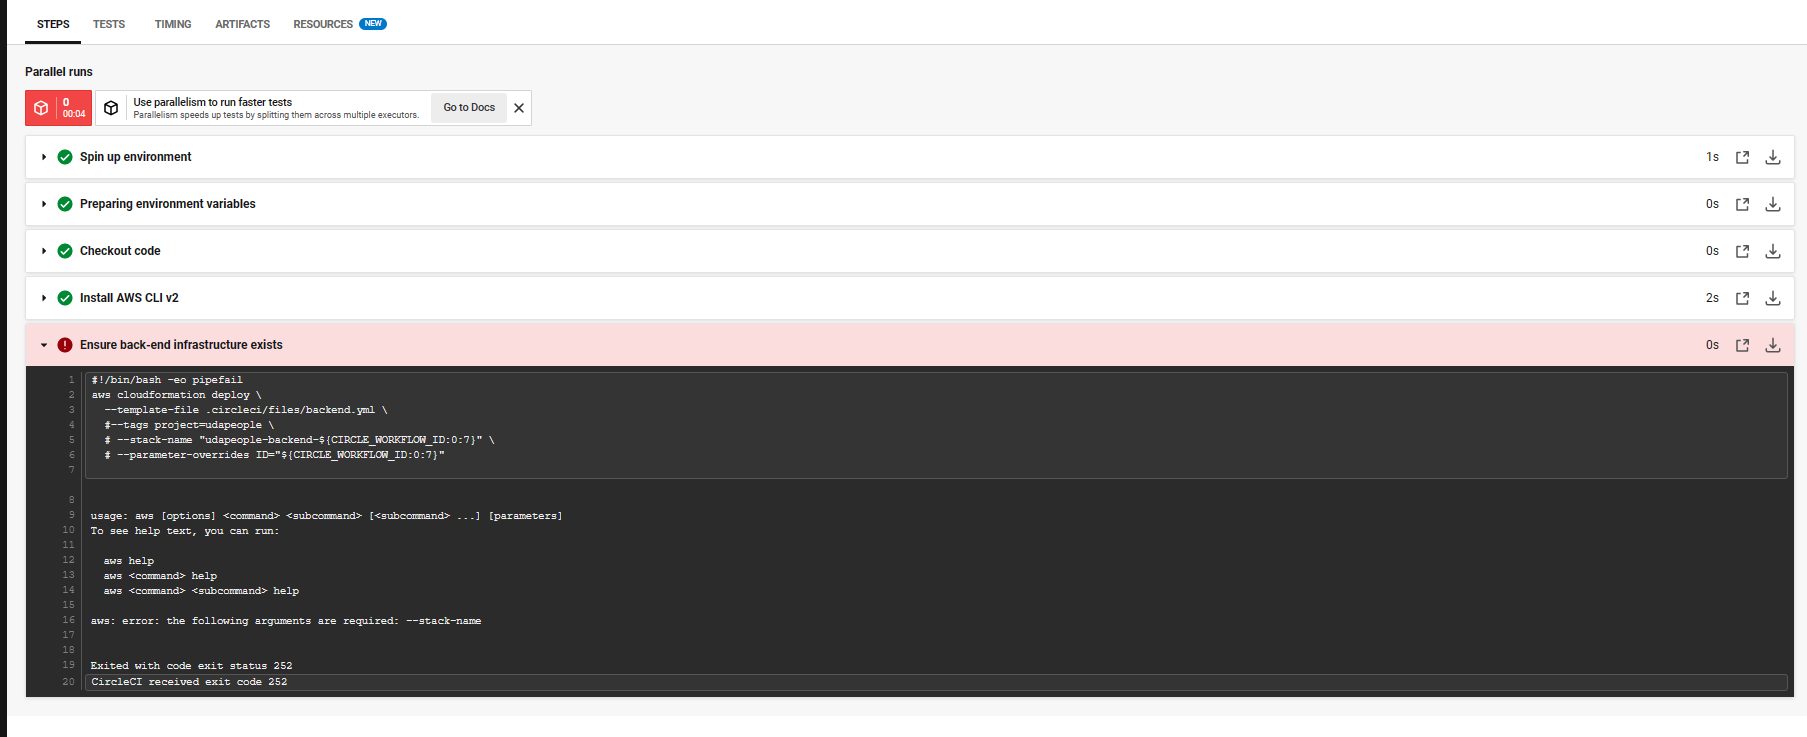 STEPS TESTS TIMING ARTIFACTS RESOURCES NEW
Parallel runs
0
00:04
Use parallelism to run faster tests
Parallelism speeds up tests by splitting them across multiple executors.
Go to Docs
Spin up environment 1s
Preparing environment variables 0s
Checkout code 0s
Install AWS CLI v2 2s
Ensure back-end infrastructure exists 0s
1 #!/bin/bash -eo pipefail
2 aws cloudformation deploy \
3   --template-file .circleci/files/backend.yml \
4   #--tags project=udapeople \
5   # --stack-name "udapeople-backend-${CIRCLE_WORKFLOW_ID:0:7}" \
6   # --parameter-overrides ID="${CIRCLE_WORKFLOW_ID:0:7}"
7
8
9 usage: aws [options] <command> <subcommand> [<subcommand> ...] [parameters]
10 To see help text, you can run:
11
12   aws help
13   aws <command> help
14   aws <command> <subcommand> help
15
16 aws: error: the following arguments are required: --stack-name
17
18
19 Exited with code exit status 252
20 CircleCI received exit code 252